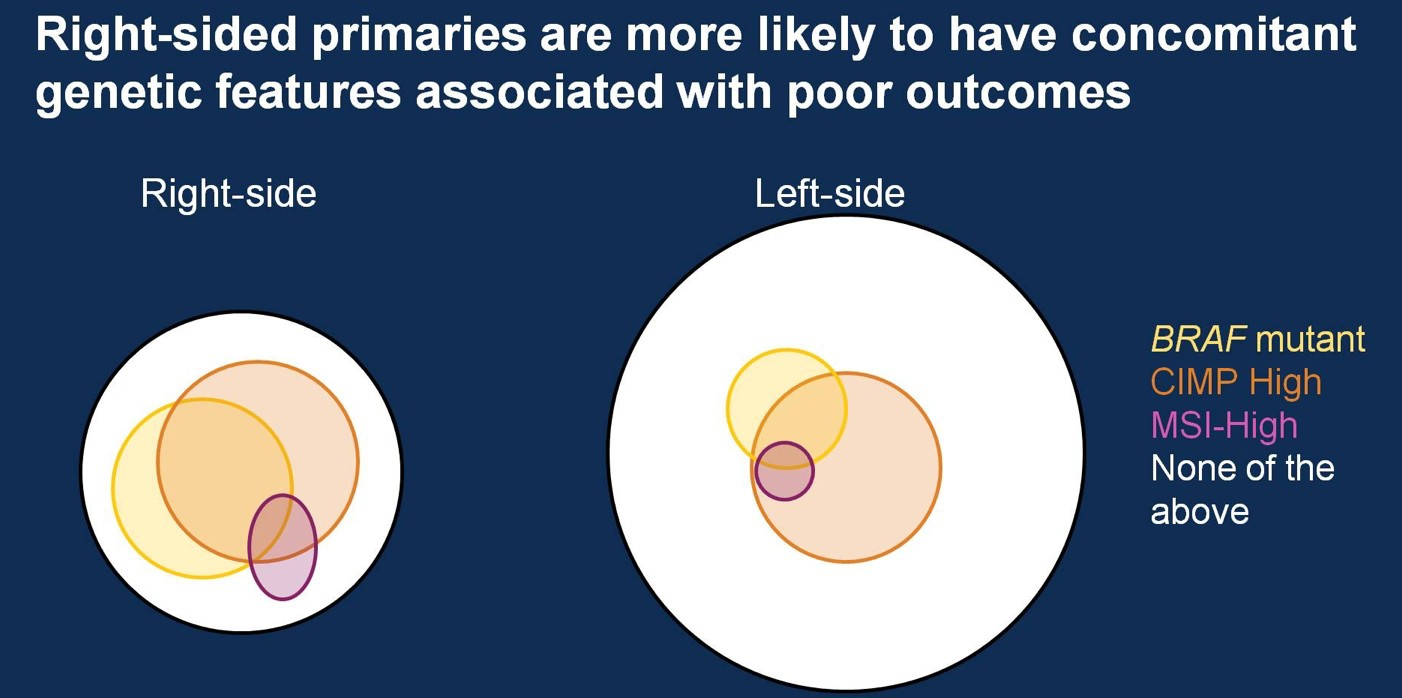 Right-sided primaries are more likely to have concomitant
genetic features associated with poor outcomes
Right-side
Left-side
BRAF mutant
CIMP High
MSI-High
None of the
above